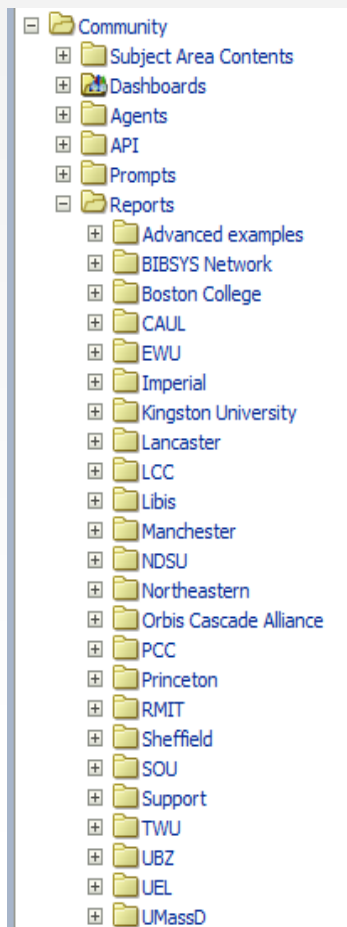 Community
Subject Area Contents
Dashboards
Agents
API
Prompts
Reports
Advanced examples
BIBSYS Network
Boston College
CAUL
EWU
Imperial
Kingston University
Lancaster
LCC
Libis
Manchester
NDSU
Northeastern
Orbis Cascade Alliance
PCC
Princeton
RMIT
Sheffield
SOU
Support
TWU
UBZ
UEL
UMassD